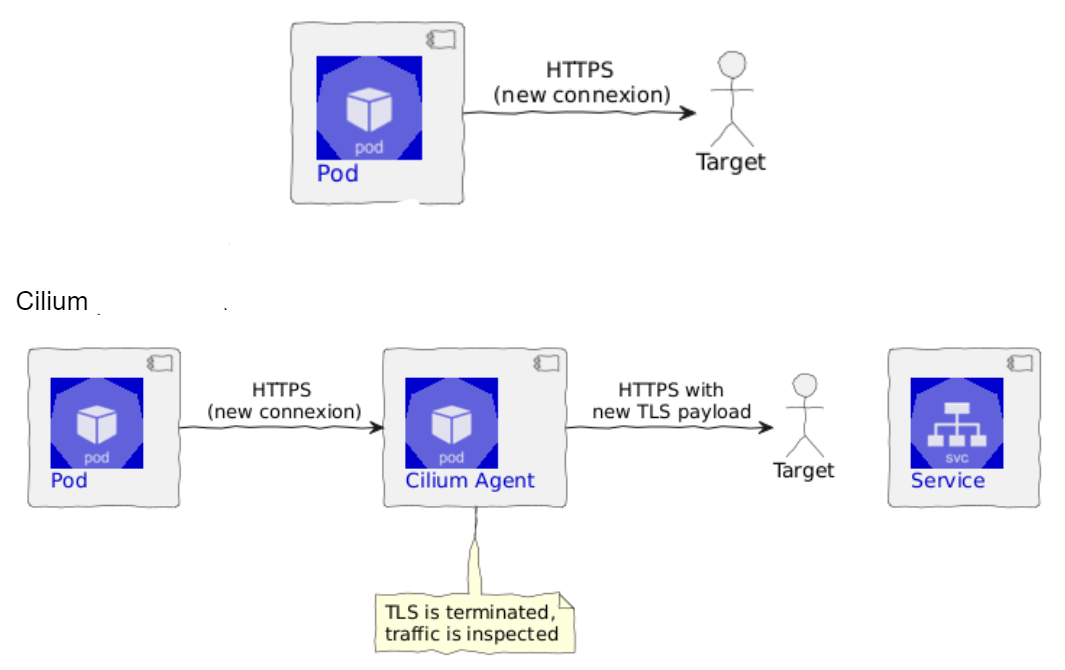 HTTPS
(new connexion)
pod
Pod
Target
Cilium
HTTPS
(new connexion)
HTTPS with
new TLS payload
pod
Pod
pod
Cilium Agent
Target
svc
Service
TLS is terminated,
traffic is inspected